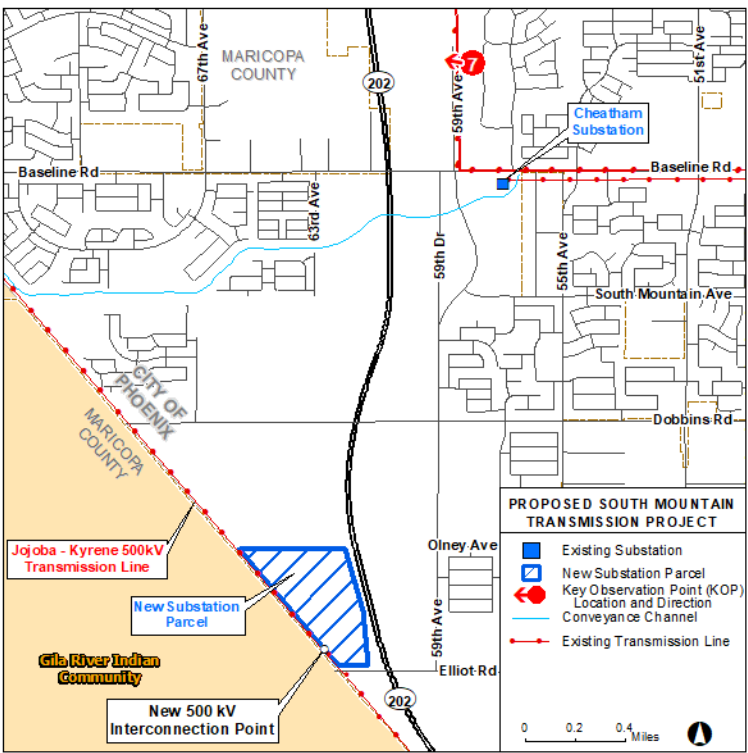 67th Ave
MARICOPA
COUNTY
202
59th Ave
7
51st Ave
Cheatham
Substation
Baseline Rd
Baseline Rd
63rd Ave
59th Dr
55th Ave
South Mountain Ave
CITY OF
PHOENIX
MARICOPA
COUNTY
Dobbins Rd
Jojoba - Kyrene 500kV
Transmission Line
Olney Ave
New Substation
Parcel
59th Ave
Gila River Indian
Community
Elliot Rd
New 500 kV
Interconnection Point
202
PROPOSED SOUTH MOUNTAIN
TRANSMISSION PROJECT
Existing Substation
New Substation Parcel
Key Observation Point (KOP)
Location and Direction
Conveyance Channel
Existing Transmission Line
0 0.2 0.4
Miles